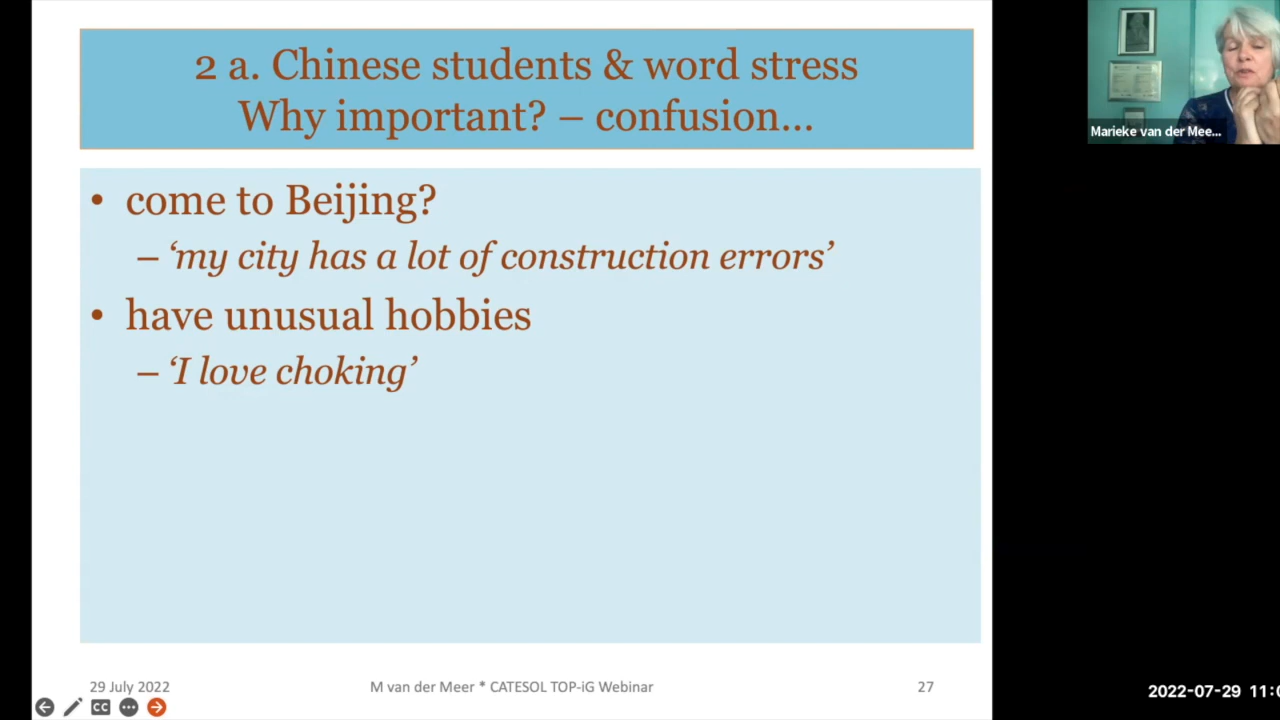 2 a. Chinese students & word stress
Why important? – confusion...
• come to Beijing?
– ‘my city has a lot of construction errors’
• have unusual hobbies
– ‘I love choking’
29 July 2022
M van der Meer * CATESOL TOP-iG Webinar
27
CC
Marieke van der Mee...
2022-07-29 11:0